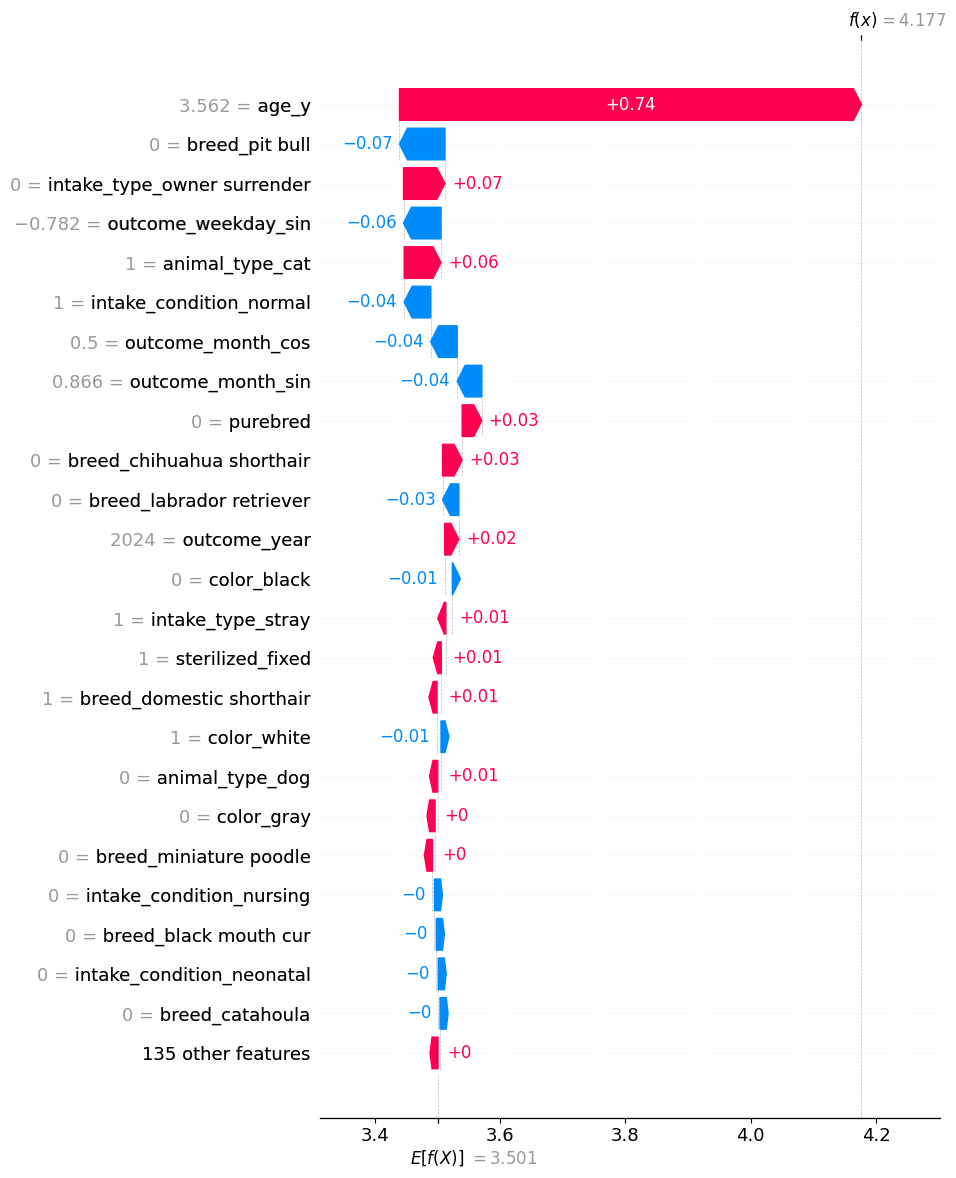 f(x) = 4.177
3.562 = age_y +0.74
0 = breed_pit bull −0.07
0 = intake_type_owner surrender +0.07
−0.782 = outcome_weekday_sin −0.06
1 = animal_type_cat +0.06
1 = intake_condition_normal −0.04
0.5 = outcome_month_cos −0.04
0.866 = outcome_month_sin −0.04
0 = purebred +0.03
0 = breed_chihuahua shorthair +0.03
0 = breed_labrador retriever −0.03
2024 = outcome_year +0.02
0 = color_black −0.01
1 = intake_type_stray +0.01
1 = sterilized_fixed +0.01
1 = breed_domestic shorthair +0.01
1 = color_white −0.01
0 = animal_type_dog +0.01
0 = color_gray +0
0 = breed_miniature poodle +0
0 = intake_condition_nursing −0
0 = breed_black mouth cur −0
0 = intake_condition_neonatal −0
0 = breed_catahoula −0
135 other features +0
3.4 3.6 3.8 4.0 4.2
E[f(X)] = 3.501